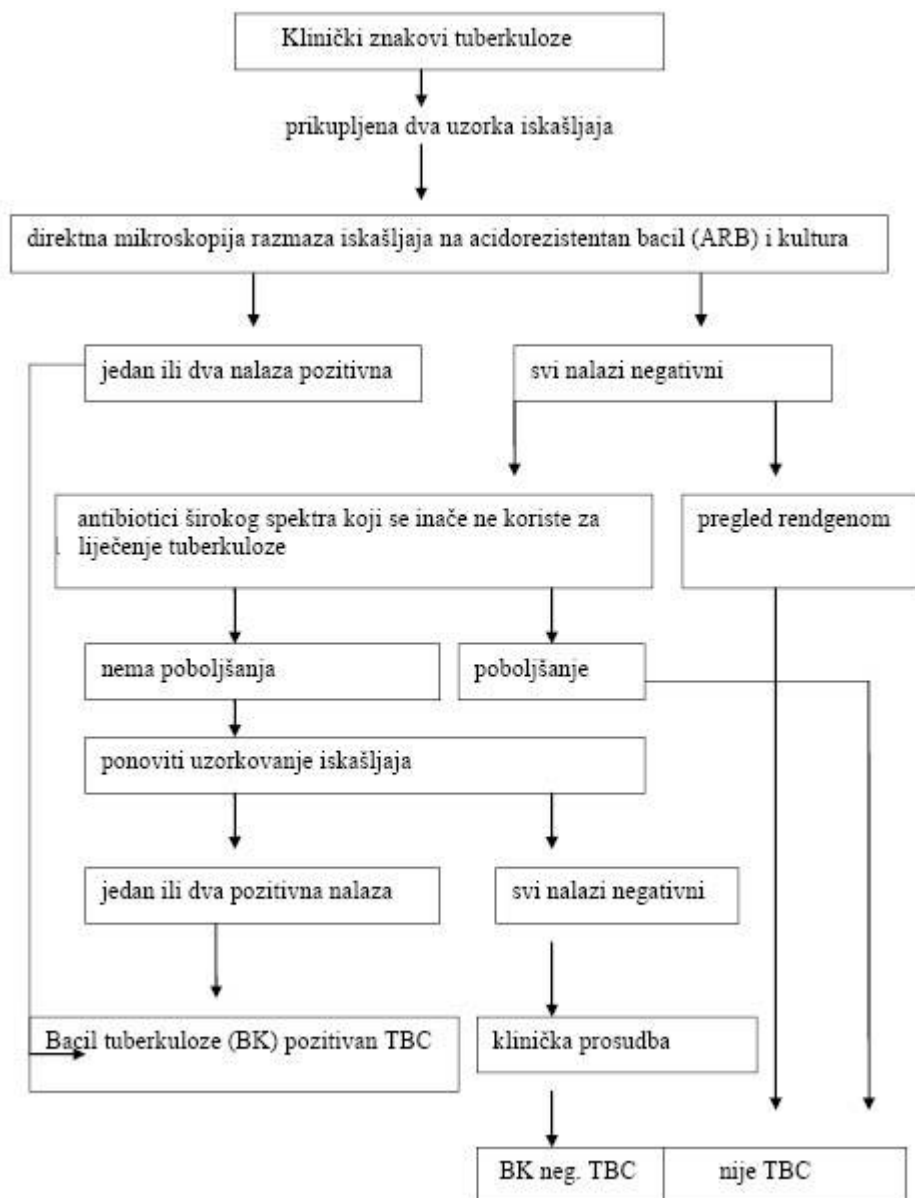 Klinički znakovi tuberkuloze
prikupljena dva uzorka iskašljaja
direktna mikroskopija razmaza iskašljaja na acidorezistentan bacil (ARB) i kultura
jedan ili dva nalaza pozitivna
svi nalazi negativni
antibiotici širokog spektra koji se inače ne koriste za
liječenje tuberkuloze
pregled rendgenom
nema poboljšanja
poboljšanje
ponoviti uzorkovanje iskašljaja
jedan ili dva pozitivna nalaza
svi nalazi negativni
Bacil tuberkuloze (BK) pozitivan TBC
klinička prosudba
BK neg. TBC
nije TBC